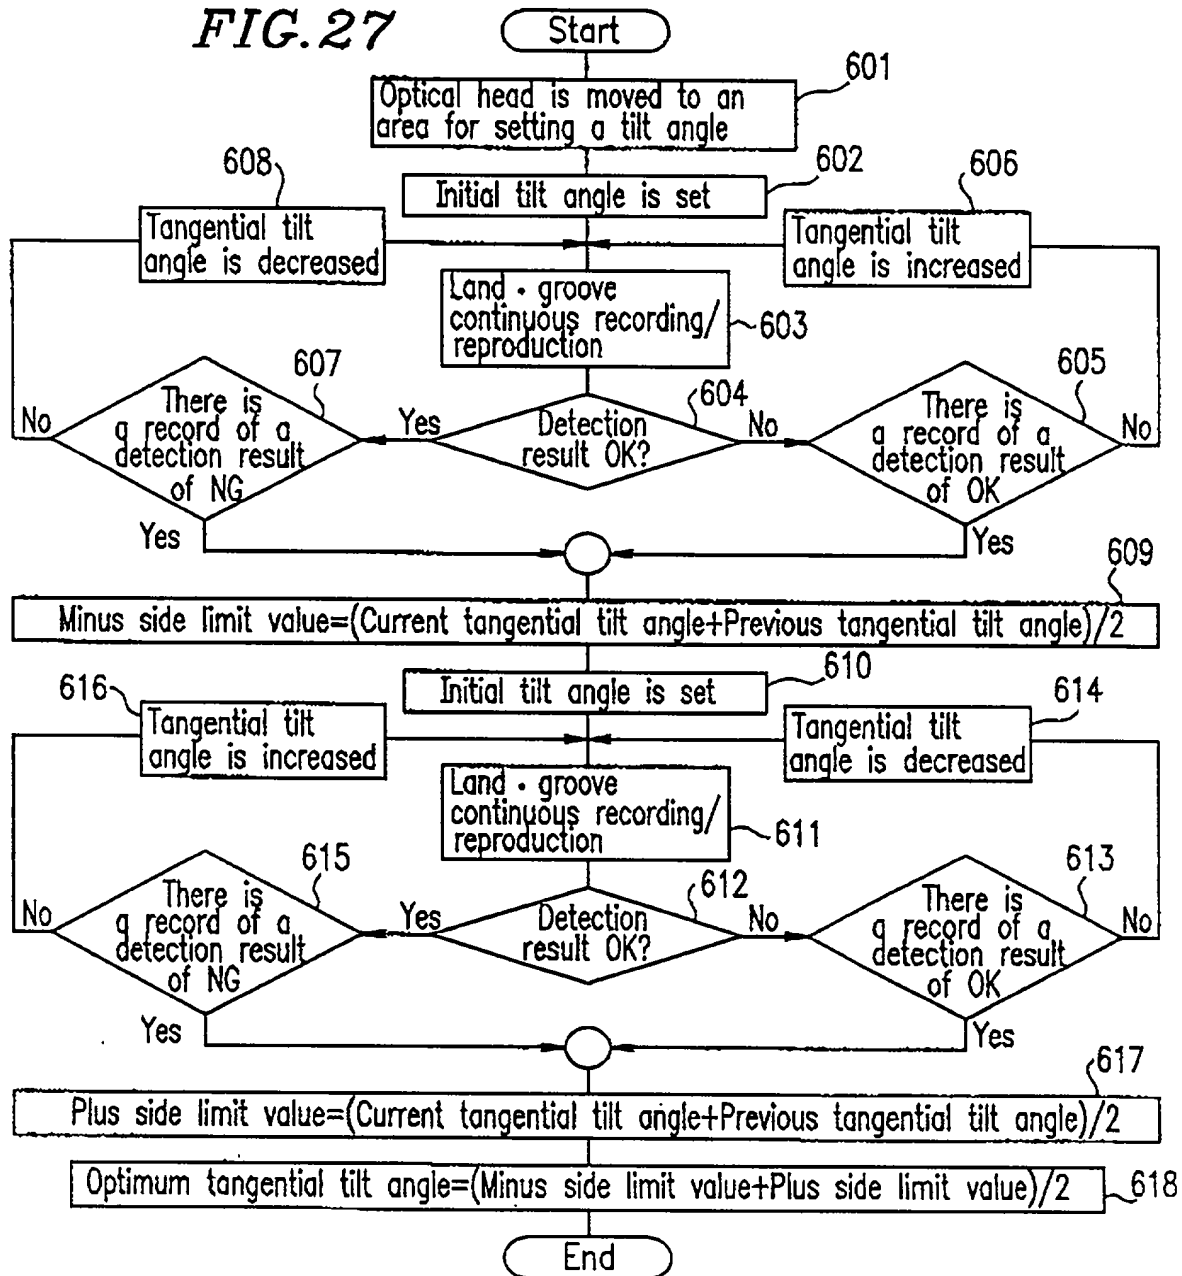 FIG.27
Start
601
Optical head is moved to an
area for setting a tilt angle
602
Initial tilt angle is set
608
Tangential tilt
angle is decreased
606
Tangential tilt
angle is increased
Land · groove
continuous recording/
reproduction
603
607
There is
a record of a
detection result
of NG
No
Yes
604
Detection
result OK?
Yes
No
605
There is
a record of a
detection result
of OK
No
Yes
609
Minus side limit value=(Current tangential tilt angle+Previous tangential tilt angle)/2
610
Initial tilt angle is set
616
Tangential tilt
angle is increased
614
Tangential tilt
angle is decreased
Land · groove
continuous recording/
reproduction
611
615
There is
a record of a
detection result
of NG
No
Yes
612
Detection
result OK?
Yes
No
613
There is
a record of a
detection result
of OK
No
Yes
617
Plus side limit value=(Current tangential tilt angle+Previous tangential tilt angle)/2
Optimum tangential tilt angle=(Minus side limit value+Plus side limit value)/2
618
End